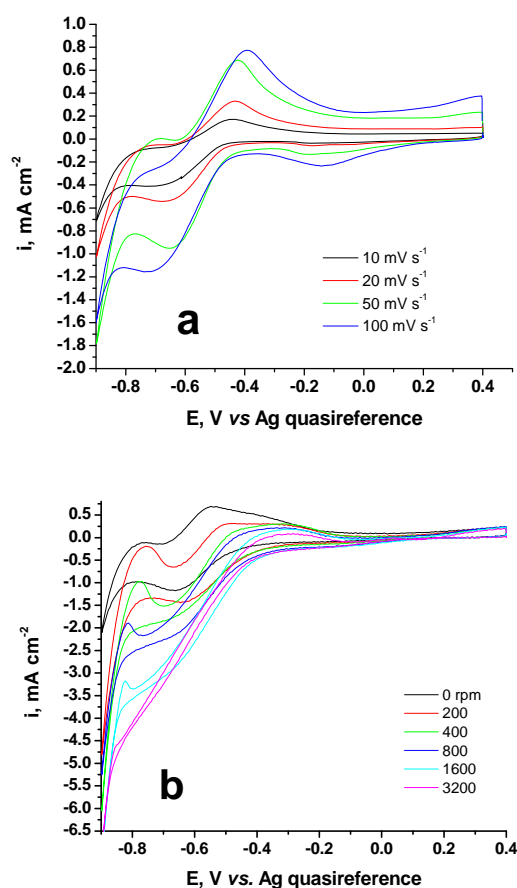 1.0
0.8
0.6
0.4
0.2
0.0
-0.2
-0.4
-0.6
-0.8
-1.0
-1.2
-1.4
-1.6
-1.8
-2.0
i, mA cm-2
10 mV s-1
20 mV s-1
50 mV s-1
100 mV s-1
a
-0.8 -0.6 -0.4 -0.2 0.0 0.2 0.4
E, V vs Ag quasireference
0.5
0.0
-0.5
-1.0
-1.5
-2.0
-2.5
-3.0
-3.5
-4.0
-4.5
-5.0
-5.5
-6.0
-6.5
i, mA cm-2
0 rpm
200
400
800
1600
3200
b
-0.8 -0.6 -0.4 -0.2 0.0 0.2 0.4
E, V vs. Ag quasireference